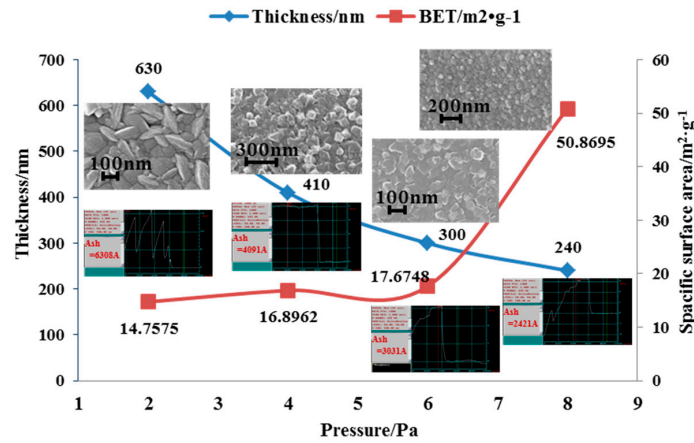 Thickness/nm
BET/m2•g-1
700
600
500
400
300
200
100
0
Thickness/nm
60
50
40
30
20
10
0
Spacific surface area/m²·g⁻¹
630
100nm
300nm
410
200nm
100nm
50.8695
300
240
17.6748
14.7575
16.8962
Ash
=6308A
Ash
=4091A
Ash
=3031A
Ash
=2421A
1
2
3
4
5
6
7
8
9
Pressure/Pa